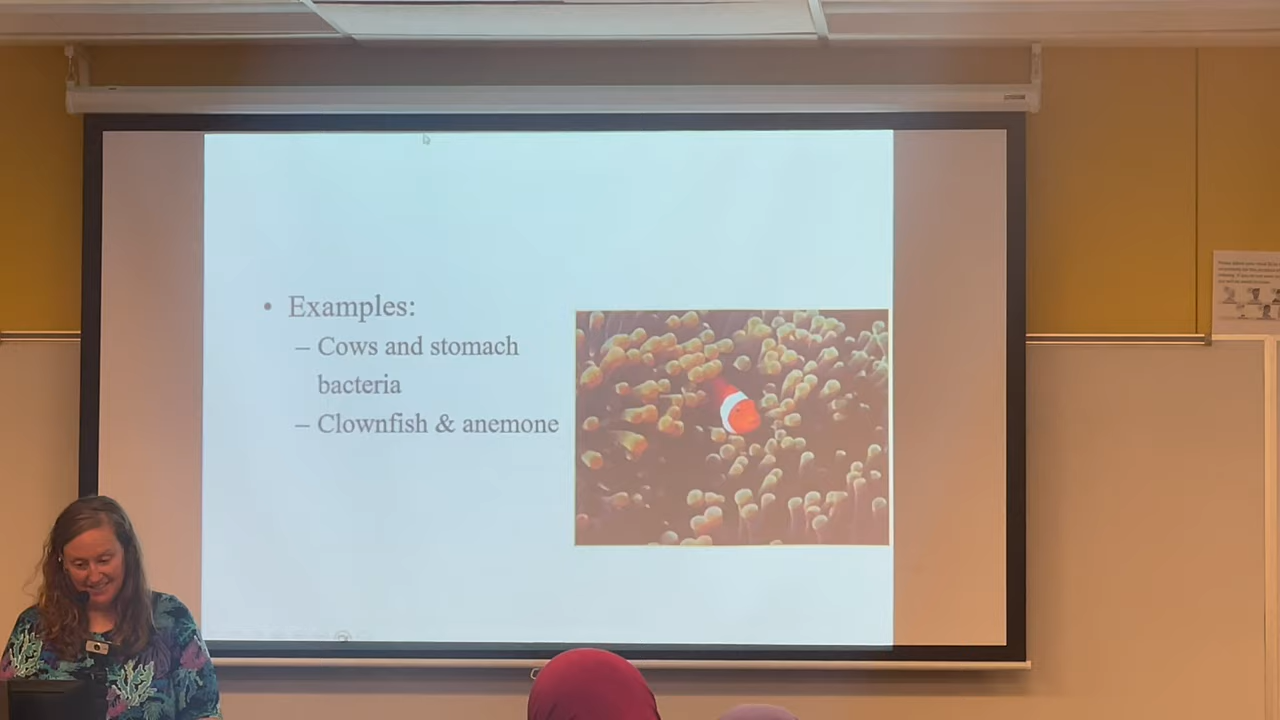 • Examples:
– Cows and stomach
bacteria
– Clownfish & anemone